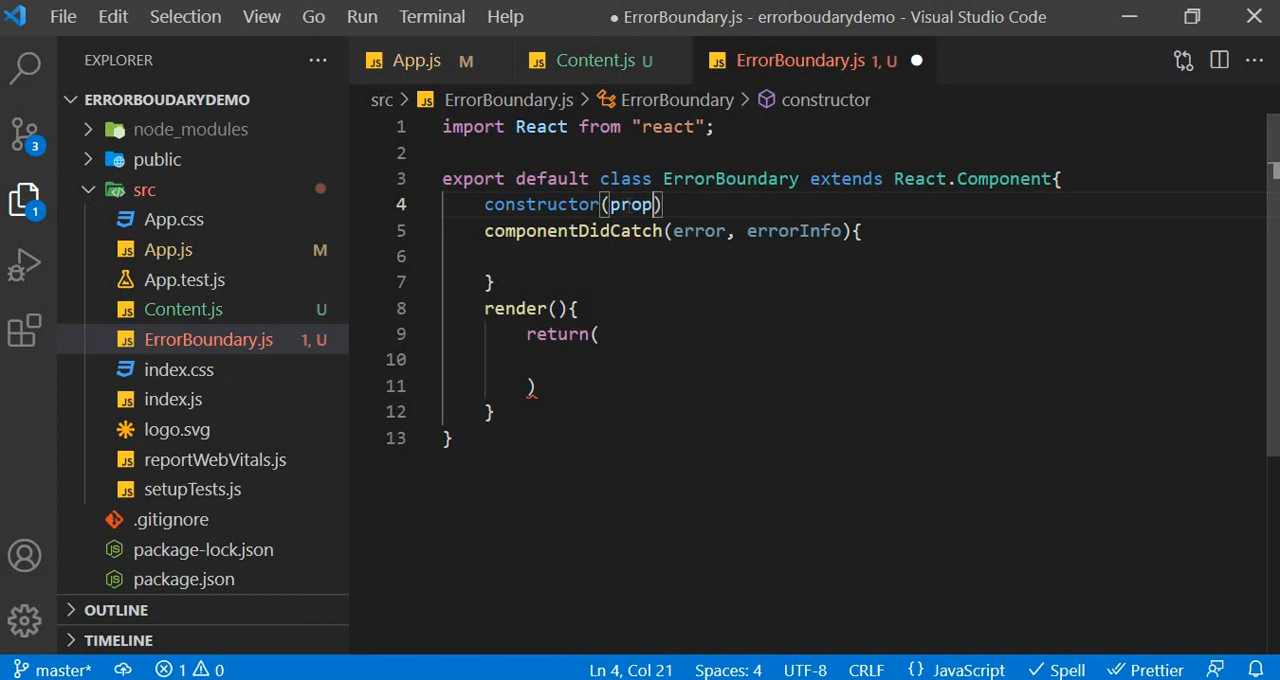 File Edit Selection View Go Run Terminal Help ● ErrorBoundary.js - errorboudarydemo - Visual Studio Code
EXPLORER ···
App.js M Content.js U ErrorBoundary.js 1, U
ERRORBOUDARYDEMO
src > ErrorBoundary.js > ErrorBoundary > constructor
node_modules
public
src
App.css
App.js M
App.test.js
Content.js U
ErrorBoundary.js 1, U
index.css
index.js
logo.svg
reportWebVitals.js
setupTests.js
.gitignore
package-lock.json
package.json
OUTLINE
TIMELINE
3
1
1 import React from "react";
2
3 export default class ErrorBoundary extends React.Component{
4 constructor(prop)
5 componentDidCatch(error, errorInfo){
6
7 }
8 render(){
9 return(
10
11 )
12 }
13 }
master* 1 0 Ln 4, Col 21 Spaces: 4 UTF-8 CRLF {} JavaScript Spell Prettier